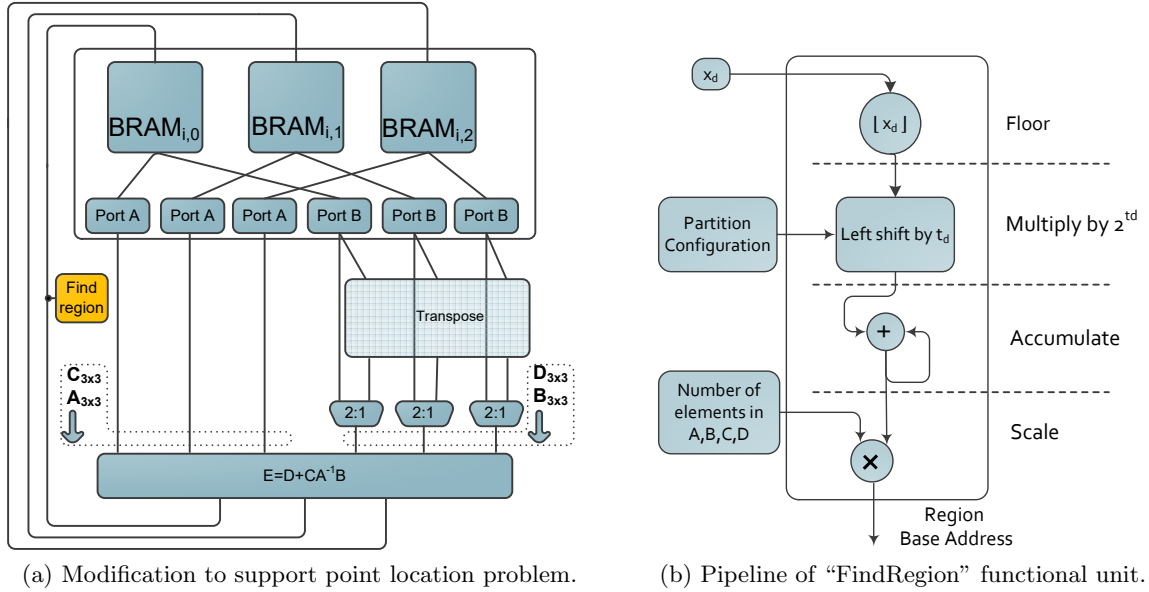 BRAMi,0
BRAMi,1
BRAMi,2
Port A
Port A
Port A
Port B
Port B
Port B
Find
region
Transpose
C3x3
A3x3
D3x3
B3x3
2:1
2:1
2:1
E=D+CA⁻¹B
(a) Modification to support point location problem.
xd
⌊ xd ⌋
Floor
Partition
Configuration
Left shift by td
Multiply by 2^td
+
Accumulate
Number of
elements in
A,B,C,D
×
Scale
Region
Base Address
(b) Pipeline of “FindRegion” functional unit.